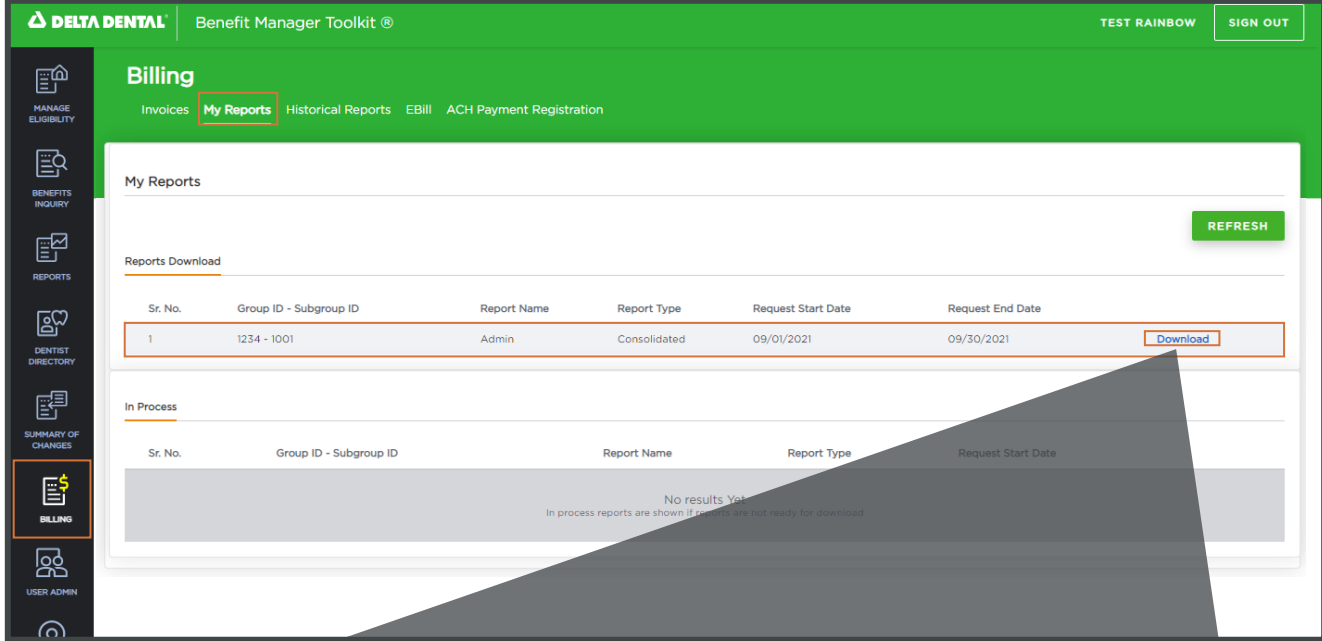 DELTA DENTAL Benefit Manager Toolkit ®
TEST RAINBOW SIGN OUT
MANAGE
ELIGIBILITY
BENEFITS
INQUIRY
REPORTS
DENTIST
DIRECTORY
SUMMARY OF
CHANGES
BILLING
USER ADMIN
Billing
Invoices My Reports Historical Reports EBill ACH Payment Registration
My Reports
REFRESH
Reports Download
Sr. No. Group ID - Subgroup ID Report Name Report Type Request Start Date Request End Date
1 1234 - 1001 Admin Consolidated 09/01/2021 09/30/2021 Download
In Process
Sr. No. Group ID - Subgroup ID Report Name Report Type Request Start Date
No results Yet
In process reports are shown if reports are not ready for download